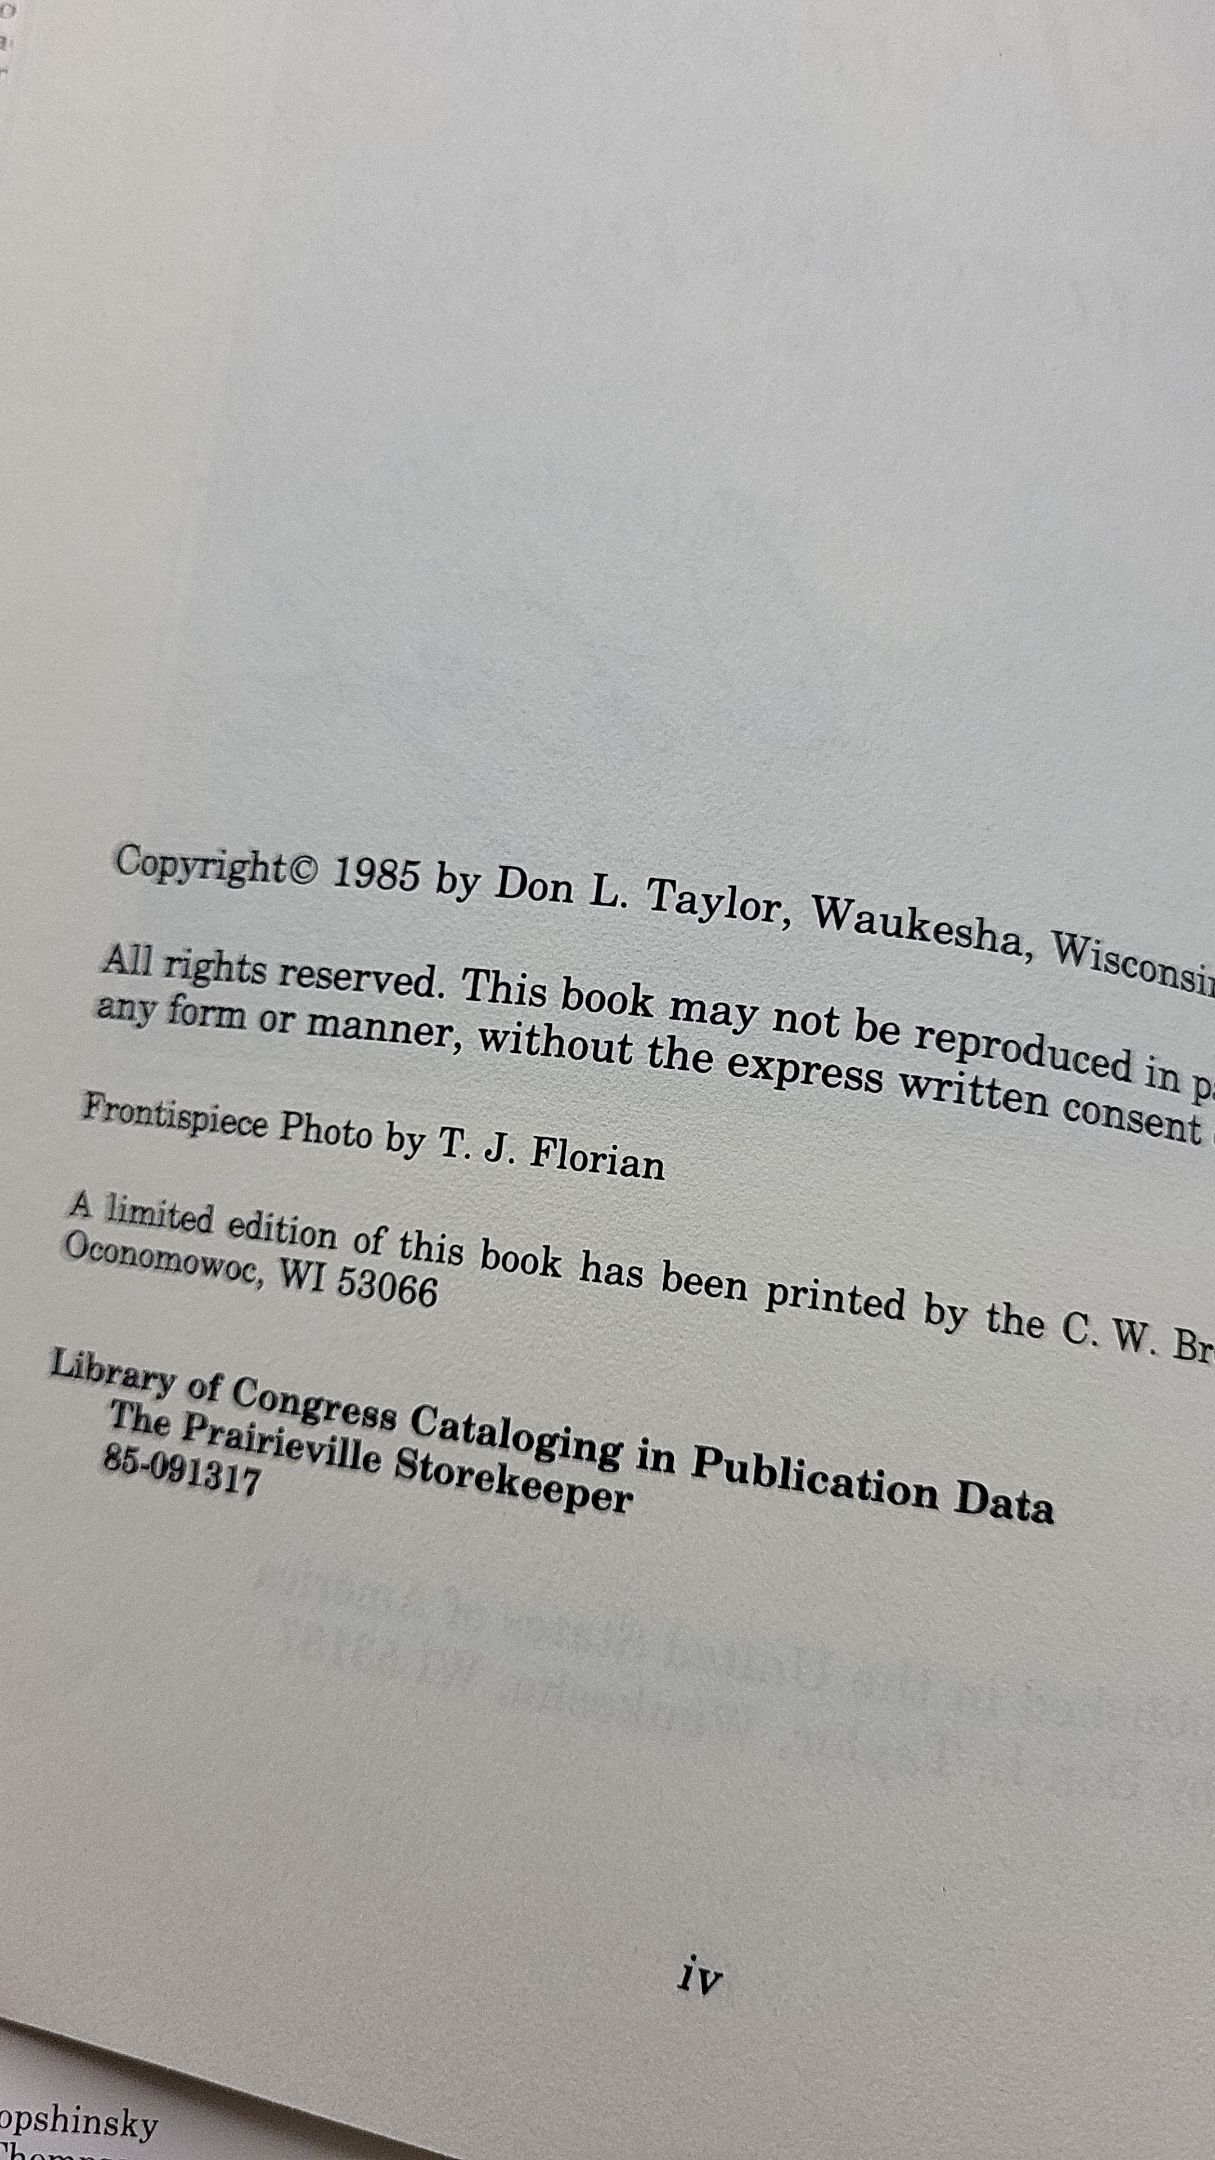 Copyright© 1985 by Don L. Taylor, Waukesha,
All rights reserved. This book may not be reproduced in
any form or manner, without the express written consent
Frontispiece Photo by T. J. Florian
A limited edition of this book has been printed by the C. W.
Oconomowoc, WI 53066
Library of Congress Cataloging in Publication Data
The Prairieville Storekeeper
85-091317
iv
opshinsky